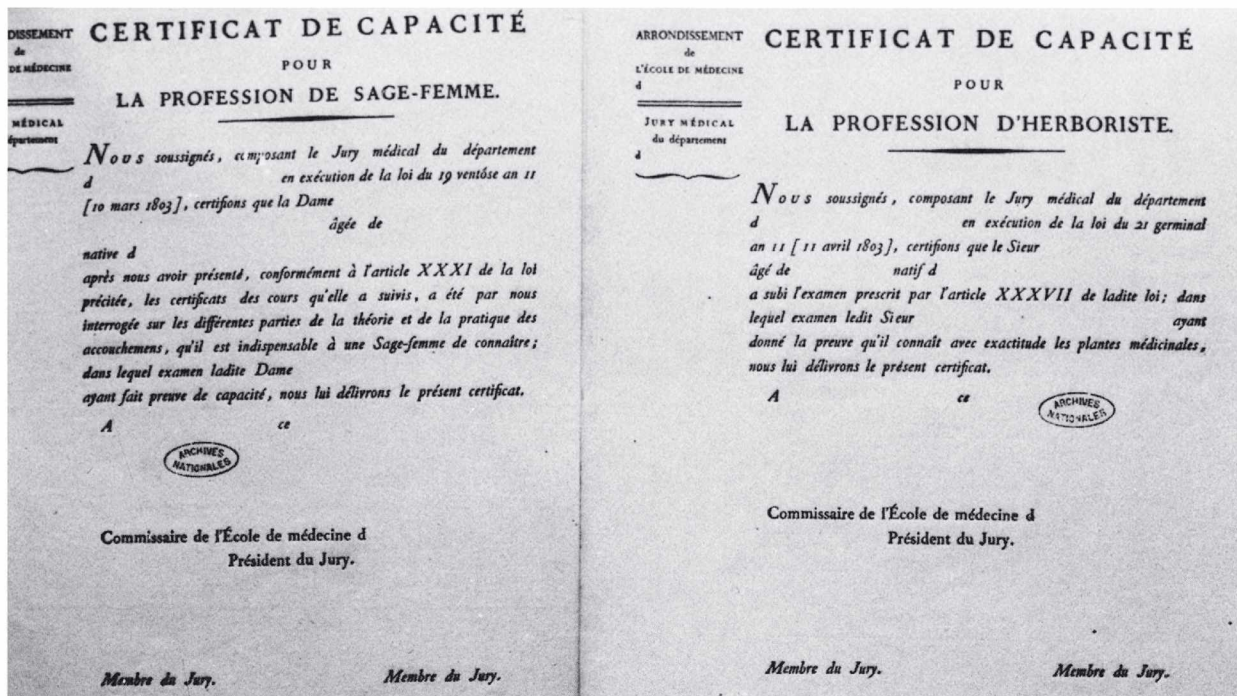 DISSEMENT
de
DE MÉDECINE
MÉDICAL
épartement
CERTIFICAT DE CAPACITÉ
POUR
LA PROFESSION DE SAGE-FEMME.
Nous soussignés, composant le Jury médical du département
d en exécution de la loi du 19 ventôse an 11
[10 mars 1803], certifions que la Dame
âgée de
native d
après nous avoir présenté, conformément à l'article XXXI de la loi
précitée, les certificats des cours qu'elle a suivis, a été par nous
interrogée sur les différentes parties de la théorie et de la pratique des
accouchemens, qu'il est indispensable à une Sage-femme de connaître;
dans lequel examen ladite Dame
ayant fait preuve de capacité, nous lui délivrons le présent certificat.
A ce
ARCHIVES
NATIONALES
Commissaire de l'École de médecine d
Président du Jury.
Membre du Jury. Membre du Jury.
ARRONDISSEMENT
de
L'ÉCOLE DE MÉDECINE
d
JURY MÉDICAL
du département
d
CERTIFICAT DE CAPACITÉ
POUR
LA PROFESSION D'HERBORISTE.
Nous soussignés, composant le Jury médical du département
d en exécution de la loi du 21 germinal
an 11 [11 avril 1803], certifions que le Sieur
âgé de natif d
a subi l'examen prescrit par l'article XXXVII de ladite loi; dans
lequel examen ledit Sieur ayant
donné la preuve qu'il connaît avec exactitude les plantes médicinales,
nous lui délivrons le présent certificat.
A ce
ARCHIVES
NATIONALES
Commissaire de l'École de médecine d
Président du Jury.
Membre du Jury. Membre du Jury.